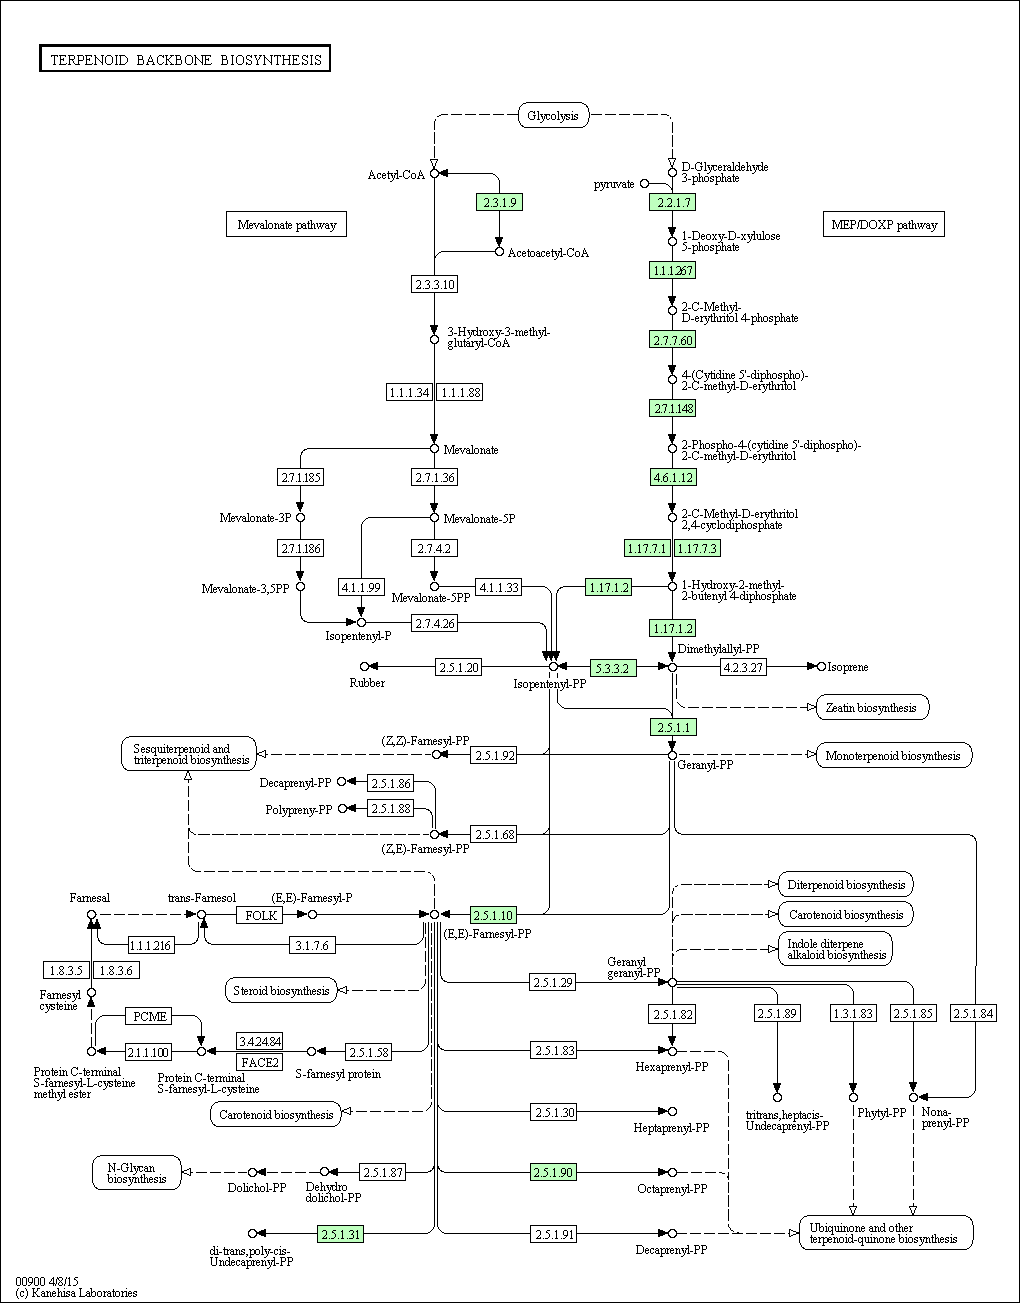 TERPENOID BACKBONE BIOSYNTHESIS
Glycolysis
Acetyl-CoA
D-Glyceraldehyde
3-phosphate
pyruvate
2.3.1.9
2.2.1.7
Mevalonate pathway
MEP/DOXP pathway
1-Deoxy-D-xylulose
5-phosphate
Acetoacetyl-CoA
1.1.1.267
2.3.3.10
2-C-Methyl-
D-erythritol 4-phosphate
3-Hydroxy-3-methyl-
glutaryl-CoA
2.7.7.60
4-(Cytidine 5'-diphospho)-
2-C-methyl-D-erythritol
1.1.1.34
1.1.1.88
2.7.1.148
Mevalonate
2-Phospho-4-(cytidine 5'-diphospho)-
2-C-methyl-D-erythritol
2.7.1.185
2.7.1.36
4.6.1.12
Mevalonate-3P
Mevalonate-5P
2-C-Methyl-D-erythritol
2,4-cyclodiphosphate
2.7.1.186
2.7.4.2
1.17.7.1
1.17.7.3
Mevalonate-3,5PP
4.1.1.99
Mevalonate-5PP
4.1.1.33
1.17.1.2
1-Hydroxy-2-methyl-
2-butenyl 4-diphosphate
Isopentenyl-P
2.7.4.26
1.17.1.2
Dimethylallyl-PP
Rubber
2.5.1.20
Isopentenyl-PP
5.3.3.2
4.2.3.27
Isoprene
Zeatin biosynthesis
2.5.1.1
Sesquiterpenoid and
triterpenoid biosynthesis
(Z,Z)-Farnesyl-PP
2.5.1.92
Geranyl-PP
Monoterpenoid biosynthesis
Decaprenyl-PP
2.5.1.86
Polypreny-PP
2.5.1.88
2.5.1.68
(Z,E)-Farnesyl-PP
Diterpenoid biosynthesis
Farnesal
trans-Farnesol
(E,E)-Farnesyl-P
FOLK
2.5.1.10
(E,E)-Farnesyl-PP
Carotenoid biosynthesis
1.1.1.216
3.1.7.6
Indole diterpene
alkaloid biosynthesis
1.8.3.5
1.8.3.6
Geranyl
geranyl-PP
2.5.1.29
Farnesyl
cysteine
Steroid biosynthesis
PCME
2.5.1.82
2.5.1.89
1.3.1.83
2.5.1.85
2.5.1.84
3.4.24.84
2.1.1.100
FACE2
2.5.1.58
2.5.1.83
Protein C-terminal
S-farnesyl-L-cysteine
methyl ester
Protein C-terminal
S-farnesyl-L-cysteine
S-farnesyl protein
Hexaprenyl-PP
Carotenoid biosynthesis
2.5.1.30
Heptaprenyl-PP
tritrans,heptacis-
Undecaprenyl-PP
Phytyl-PP
Nona-
prenyl-PP
N-Glycan
biosynthesis
Dolichol-PP
Dehydro
dolichol-PP
2.5.1.87
2.5.1.90
Octaprenyl-PP
2.5.1.31
di-trans,poly-cis-
Undecaprenyl-PP
2.5.1.91
Decaprenyl-PP
Ubiquinone and other
terpenoid-quinone biosynthesis
00900 4/8/15
(c) Kanehisa Laboratories